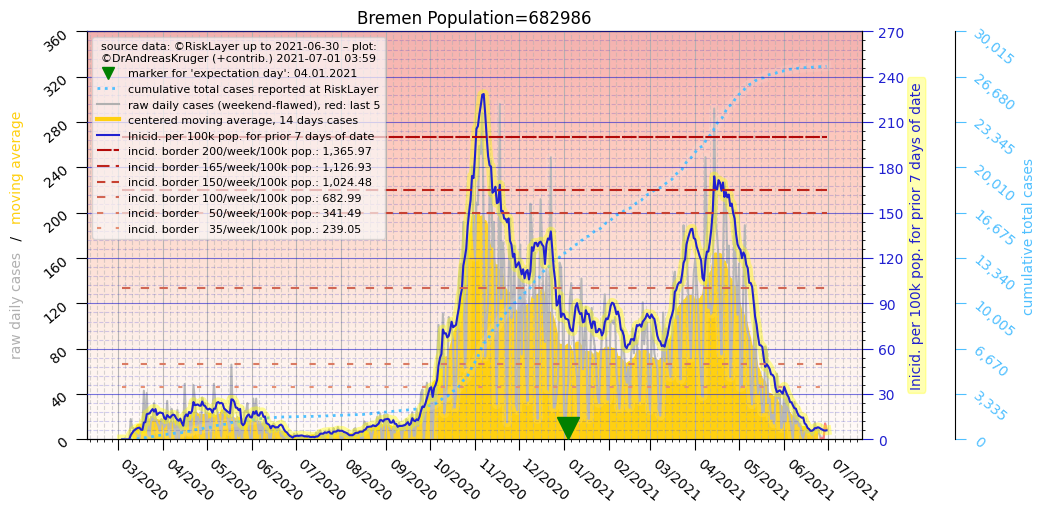 Bremen Population=682986
source data: ©RiskLayer up to 2021-06-30 – plot:
©DrAndreasKruger (+contrib.) 2021-07-01 03:59
marker for 'expectation day': 04.01.2021
cumulative total cases reported at RiskLayer
raw daily cases (weekend-flawed), red: last 5
centered moving average, 14 days cases
Inicid. per 100k pop. for prior 7 days of date
incid. border 200/week/100k pop.: 1,365.97
incid. border 165/week/100k pop.: 1,126.93
incid. border 150/week/100k pop.: 1,024.48
incid. border 100/week/100k pop.: 682.99
incid. border 50/week/100k pop.: 341.49
incid. border 35/week/100k pop.: 239.05
raw daily cases / moving average
360
320
280
240
200
160
120
80
40
0
03/2020
04/2020
05/2020
06/2020
07/2020
08/2020
09/2020
10/2020
11/2020
12/2020
01/2021
02/2021
03/2021
04/2021
05/2021
06/2021
07/2021
270
240
210
180
150
120
90
60
30
0
Inicid. per 100k pop. for prior 7 days of date
30,015
26,680
23,345
20,010
16,675
13,340
10,005
6,670
3,335
0
cumulative total cases